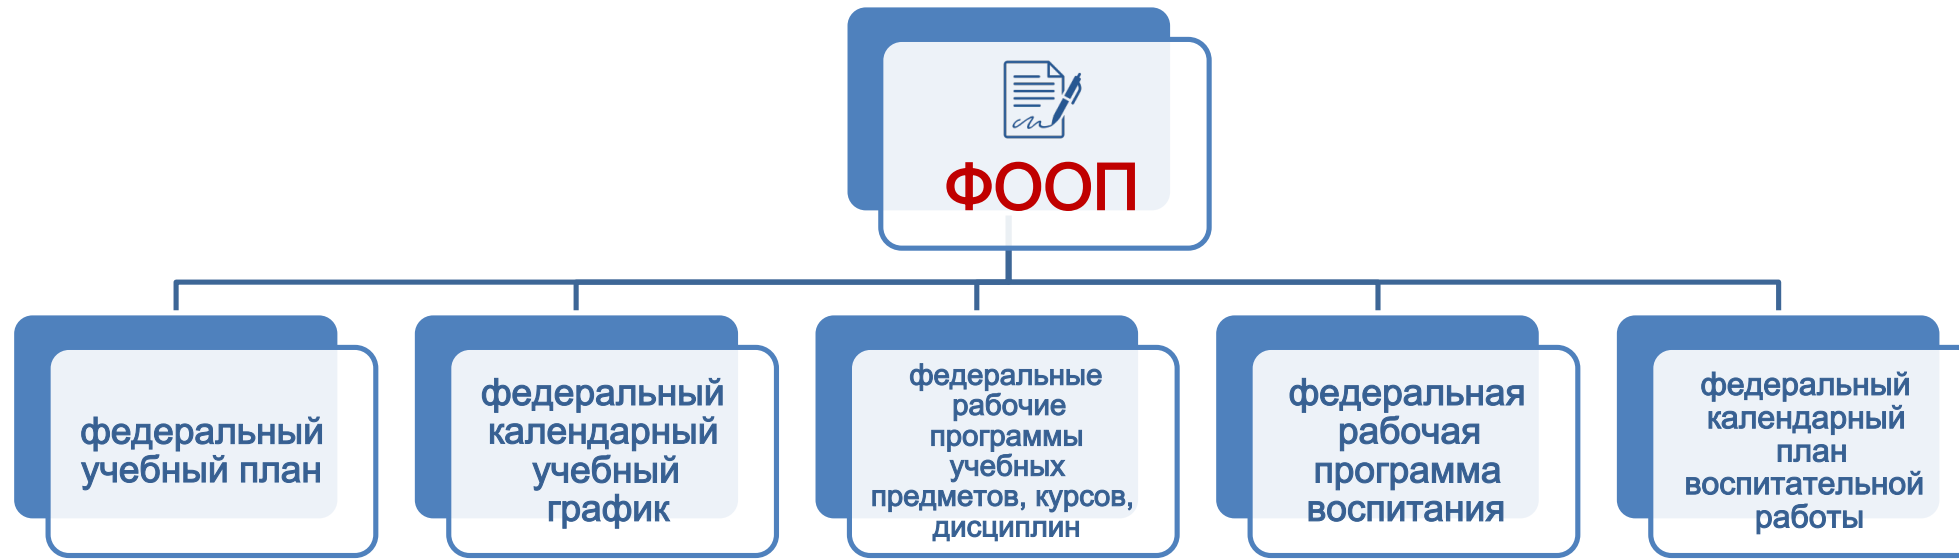 ФООП
федеральный
учебный план
федеральный
календарный
учебный
график
федеральные
рабочие
программы
учебных
предметов, курсов,
дисциплин
федеральная
рабочая
программа
воспитания
федеральный
календарный
план
воспитательной
работы